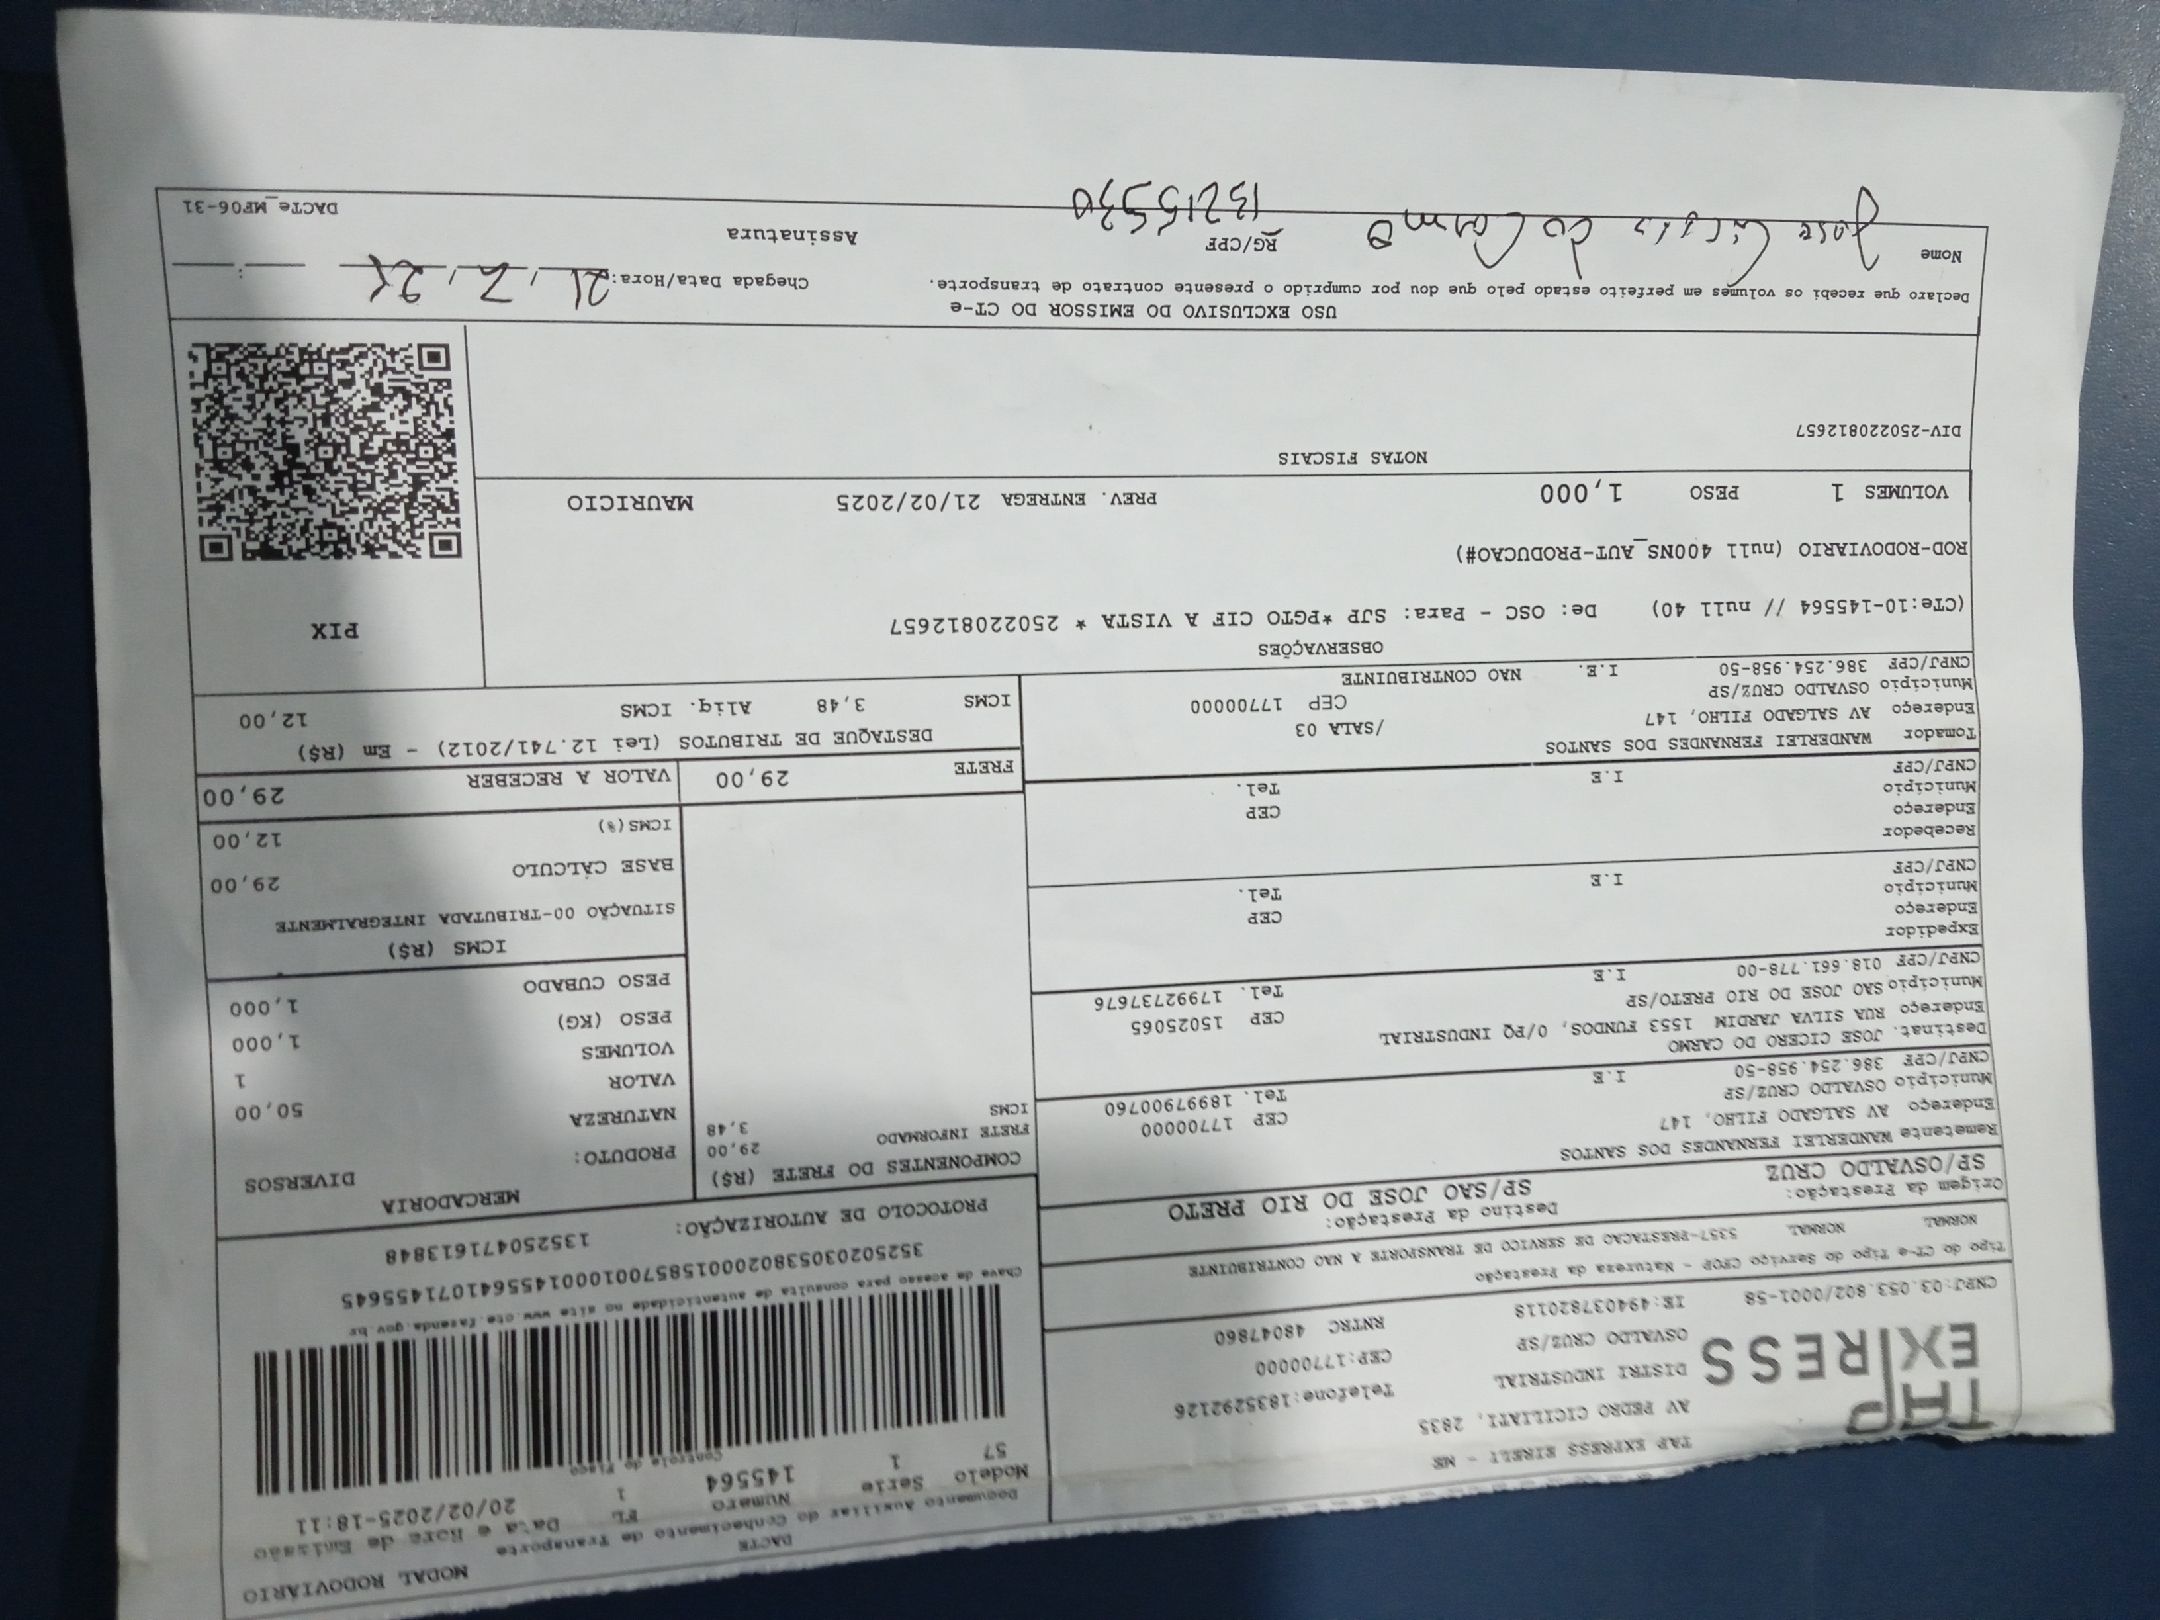 TAP EXPRESS
TAP EXPRESS EIRELI - ME
AV PEDRO CICILIATI, 2835
DISTRI INDUSTRIAL Telefone:1835292126
OSVALDO CRUZ/SP CEP:17700000
CNPJ:03.053.802/0001-58 IE:494037820118 RNTRC 48047860
DACTE MODAL RODOVIÁRIO
Documento Auxiliar do Conhecimento de Transporte
Modelo Serie Numero FL Data e Hora de Emissão
57 1 145564 1 20/02/2025-18:11
Controle do Fisco
Chave de acesso para consulta de autenticidade no site www.cte.fazenda.gov.br
35250203053802000158570010001455641071455645
PROTOCOLO DE AUTORIZAÇÃO: 135250471613848
Tipo do CT-e Tipo do Serviço CFOP - Natureza da Prestação
NORMAL NORMAL 5357-PRESTACAO DE SERVICO DE TRANSPORTE A NAO CONTRIBUINTE
Origem da Prestação: Destino da Prestação:
SP/OSVALDO CRUZ SP/SAO JOSE DO RIO PRETO
Remetente WANDERLEI FERNANDES DOS SANTOS
Endereço AV SALGADO FILHO, 147 CEP 17700000
Município OSVALDO CRUZ/SP Tel. 18997900760
CNPJ/CPF 386.254.958-50 I.E
Destinat. JOSE CICERO DO CARMO
Endereço RUA SILVA JARDIM 1553 FUNDOS, 0/PQ INDUSTRIAL CEP 15025065
Município SAO JOSE DO RIO PRETO/SP Tel. 17992737676
CNPJ/CPF 018.661.778-00 I.E
Expedidor
Endereço CEP
Município Tel.
CNPJ/CPF I.E
Recebedor
Endereço CEP
Município Tel.
CNPJ/CPF I.E
Tomador WANDERLEI FERNANDES DOS SANTOS
Endereço AV SALGADO FILHO, 147 /SALA 03
Município OSVALDO CRUZ/SP CEP 17700000
CNPJ/CPF 386.254.958-50 I.E. NAO CONTRIBUINTE
COMPONENTES DO FRETE (R$)
FRETE INFORMADO 29,00
ICMS 3,48
MERCADORIA
PRODUTO: DIVERSOS
NATUREZA
VALOR 50,00
VOLUMES 1
PESO (KG) 1,000
PESO CUBADO 1,000
ICMS (R$)
SITUAÇÃO 00-TRIBUTADA INTEGRALMENTE
BASE CÁLCULO 29,00
ICMS(%) 12,00
FRETE 29,00 VALOR A RECEBER 29,00
DESTAQUE DE TRIBUTOS (Lei 12.741/2012) - Em (R$)
ICMS 3,48 Aliq. ICMS 12,00
OBSERVAÇÕES
(CTe:10-145564 // null 40) De: OSC - Para: SJP *PGTO CIF A VISTA * 250220812657
ROD-RODOVIARIO (null 400NS_AUT-PRODUCAO#)
PIX
VOLUMES 1 PESO 1,000 PREV. ENTREGA 21/02/2025 MAURICIO
NOTAS FISCAIS
DIV-250220812657
USO EXCLUSIVO DO EMISSOR DO CT-e
Declaro que recebi os volumes em perfeito estado pelo que dou por cumprido o presente contrato de transporte.
Chegada Data/Hora: 21, 2, 25
Nome RG/CPF Assinatura
Jose Cicero do Carmo 13215530
DACTe_MF06-31